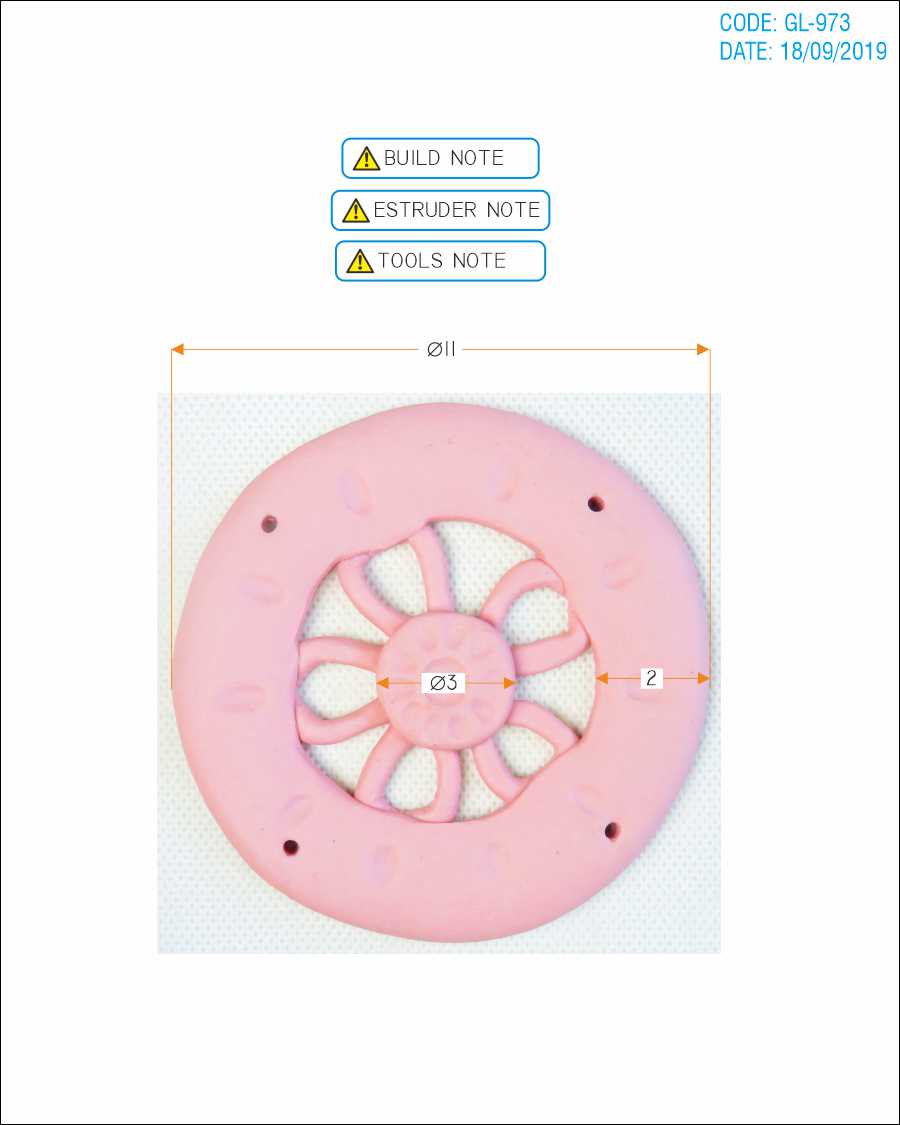 CODE: GL-973
DATE: 18/09/2019
BUILD NOTE
ESTRUDER NOTE
TOOLS NOTE
Ø11
Ø3
2